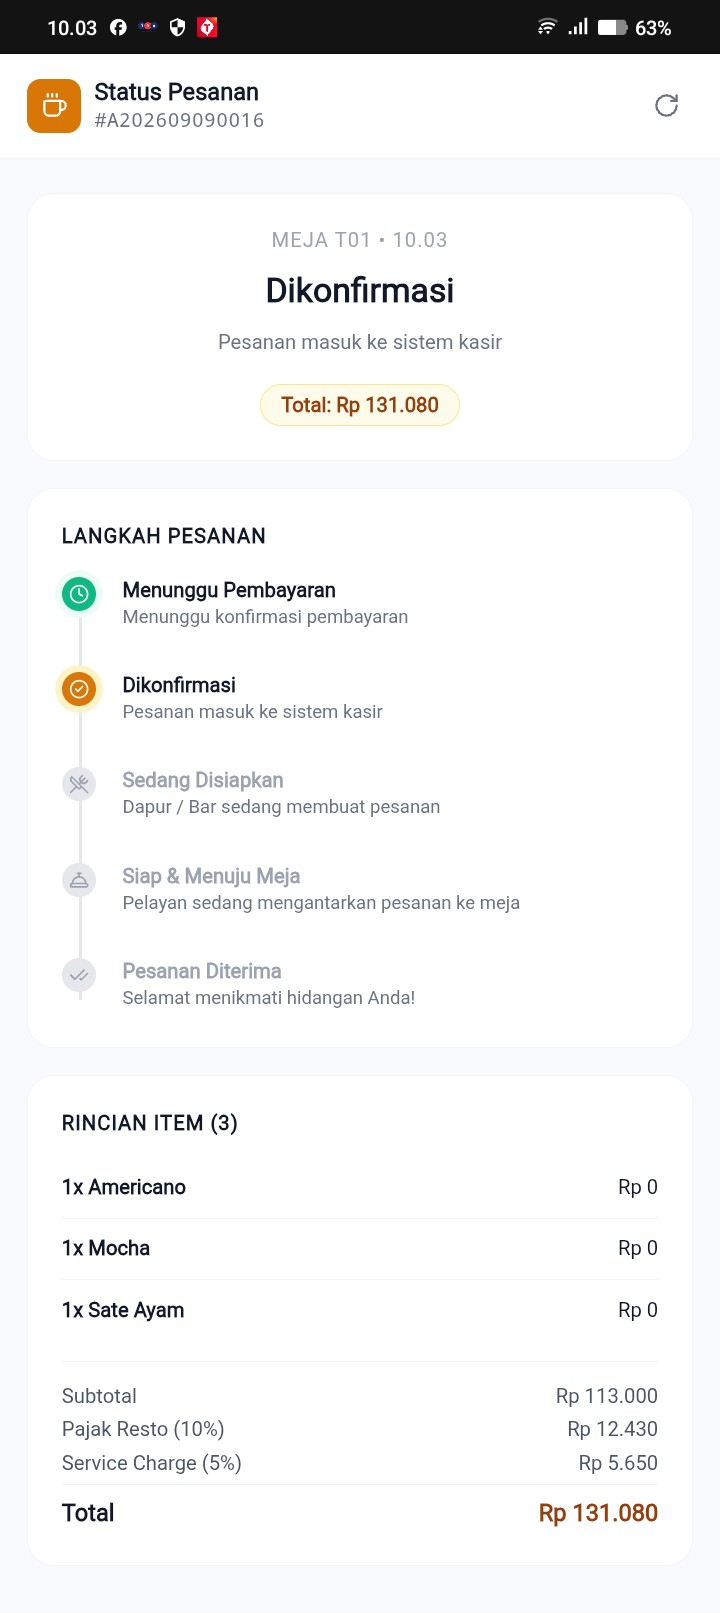 10.03
63%
Status Pesanan
#A202609090016
MEJA T01 • 10.03
Dikonfirmasi
Pesanan masuk ke sistem kasir
Total: Rp 131.080
LANGKAH PESANAN
Menunggu Pembayaran
Menunggu konfirmasi pembayaran
Dikonfirmasi
Pesanan masuk ke sistem kasir
Sedang Disiapkan
Dapur / Bar sedang membuat pesanan
Siap & Menuju Meja
Pelayan sedang mengantarkan pesanan ke meja
Pesanan Diterima
Selamat menikmati hidangan Anda!
RINCIAN ITEM (3)
1x Americano Rp 0
1x Mocha Rp 0
1x Sate Ayam Rp 0
Subtotal Rp 113.000
Pajak Resto (10%) Rp 12.430
Service Charge (5%) Rp 5.650
Total Rp 131.080